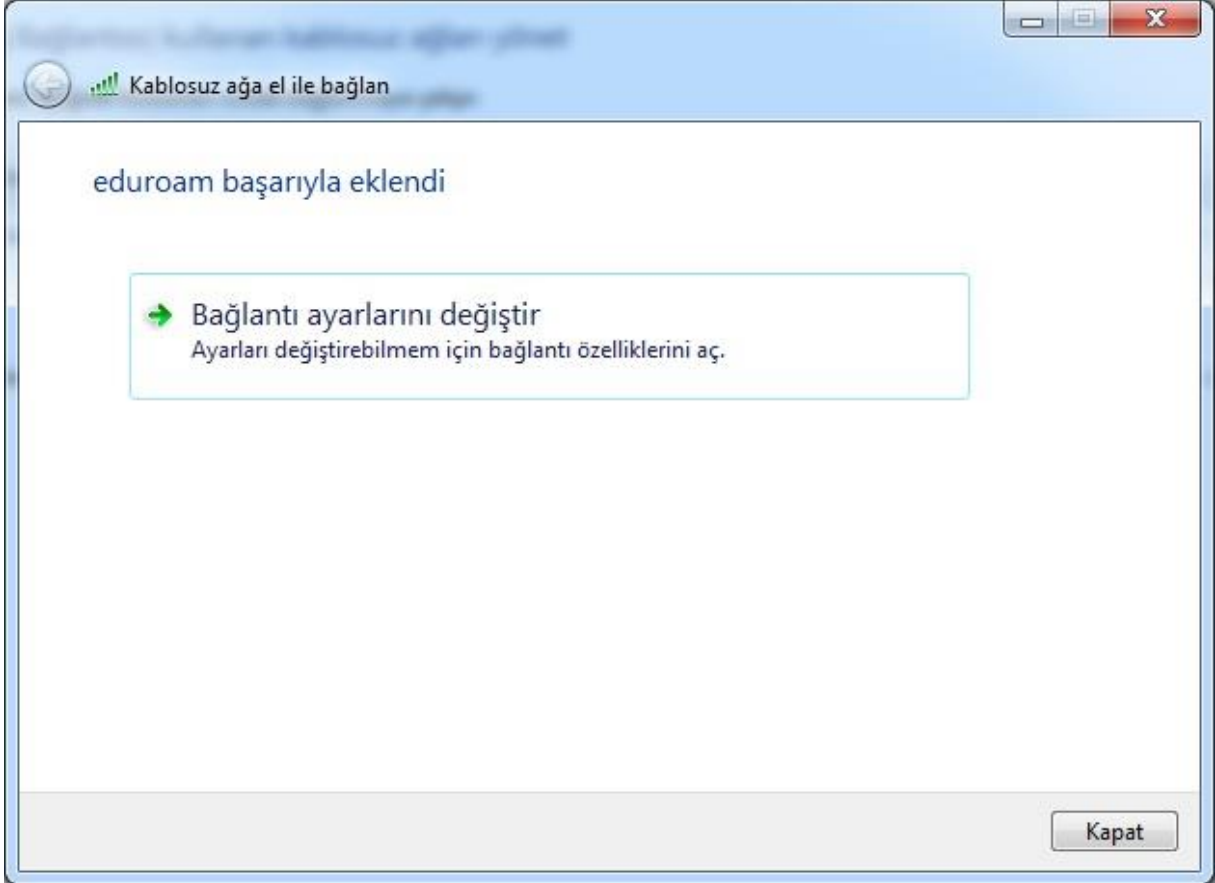 Kablosuz ağa el ile bağlan
eduroam başarıyla eklendi
Bağlantı ayarlarını değiştir
Ayarları değiştirebilmem için bağlantı özelliklerini aç.
Kapat